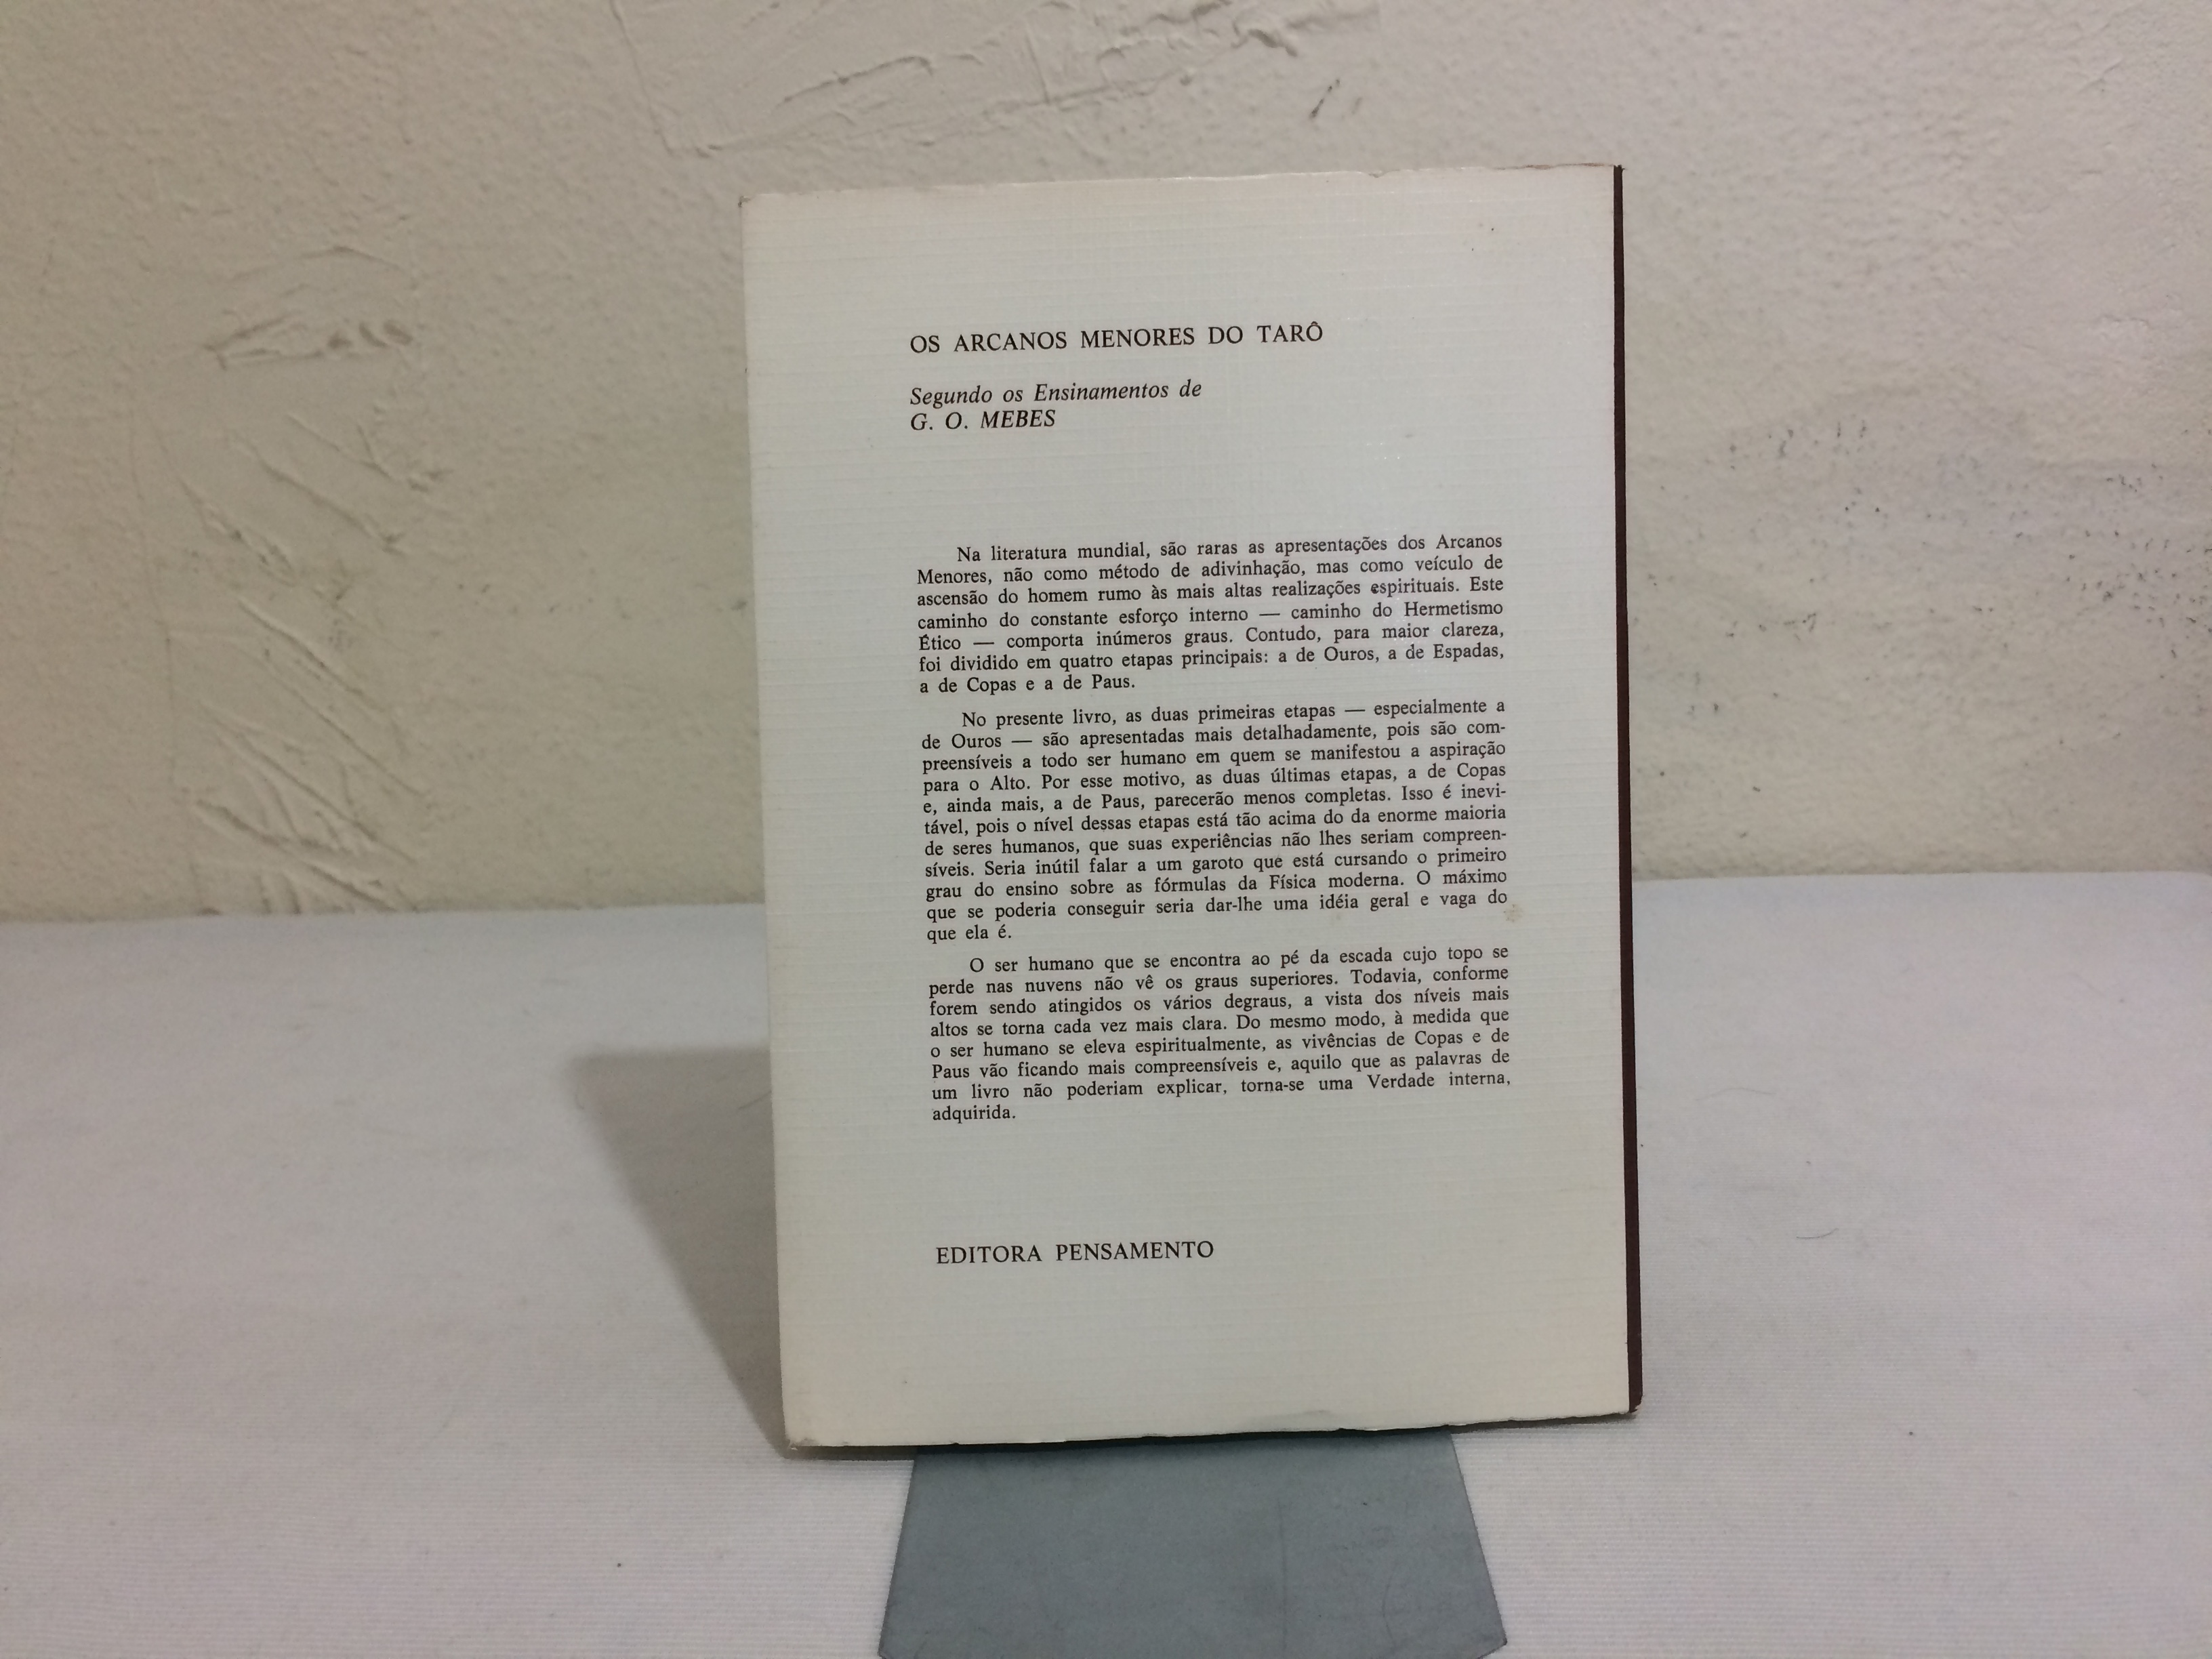 OS ARCANOS MENORES DO TARÔ
Segundo os Ensinamentos de
G. O. MEBES
Na literatura mundial, são raras as apresentações dos Arcanos
Menores, não como método de adivinhação, mas como veículo de
ascensão do homem rumo às mais altas realizações espirituais. Este
caminho do constante esforço interno — caminho do Hermetismo
Ético — comporta inúmeros graus. Contudo, para maior clareza,
foi dividido em quatro etapas principais: a de Ouros, a de Espadas,
a de Copas e a de Paus.
No presente livro, as duas primeiras etapas — especialmente a
de Ouros — são apresentadas mais detalhadamente, pois são com-
preensíveis a todo ser humano em quem se manifestou a aspiração
para o Alto. Por esse motivo, as duas últimas etapas, a de Copas
e, ainda mais, a de Paus, parecerão menos completas. Isso é inevi-
tável, pois o nível dessas etapas está tão acima do da enorme maioria
de seres humanos, que suas experiências não lhes seriam compreen-
síveis. Seria inútil falar a um garoto que está cursando o primeiro
grau do ensino sobre as fórmulas da Física moderna. O máximo
que se poderia conseguir seria dar-lhe uma idéia geral e vaga do
que ela é.
O ser humano que se encontra ao pé da escada cujo topo se
perde nas nuvens não vê os graus superiores. Todavia, conforme
forem sendo atingidos os vários degraus, a vista dos níveis mais
altos se torna cada vez mais clara. Do mesmo modo, à medida que
o ser humano se eleva espiritualmente, as vivências de Copas e de
Paus vão ficando mais compreensíveis e, aquilo que as palavras de
um livro não poderiam explicar, torna-se uma Verdade interna,
adquirida.
EDITORA PENSAMENTO